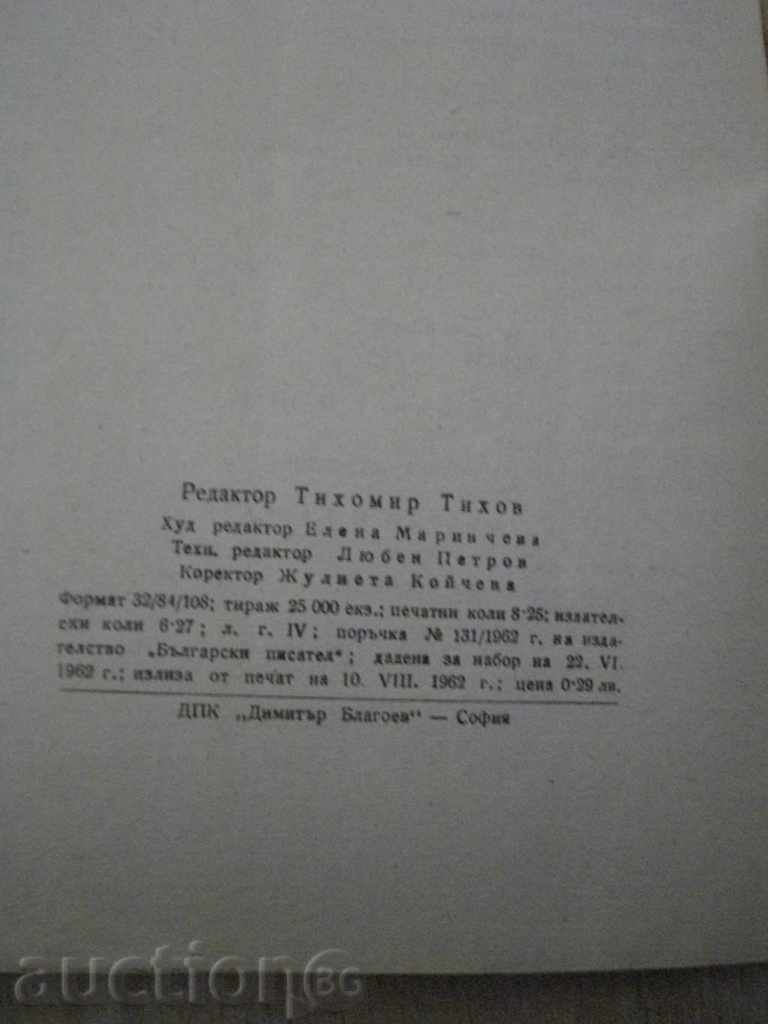 Редактор Тихомир Тихов
Худ редактор Елена Маринчева
Техн. редактор Любен Петров
Коректор Жулиета Койчева
Формат 32/84/108; тираж 25 000 екз.; печатни коли 8·25; издател-
ски коли 6·27; л. г. IV; поръчка № 131/1962 г. на изда-
телство „Български писател“; дадена за набор на 22. VI.
1962 г.; излиза от печат на 10. VIII. 1962 г.; цена 0·29 лв.
ДПК „Димитър Благоев“ — София
auctionBG